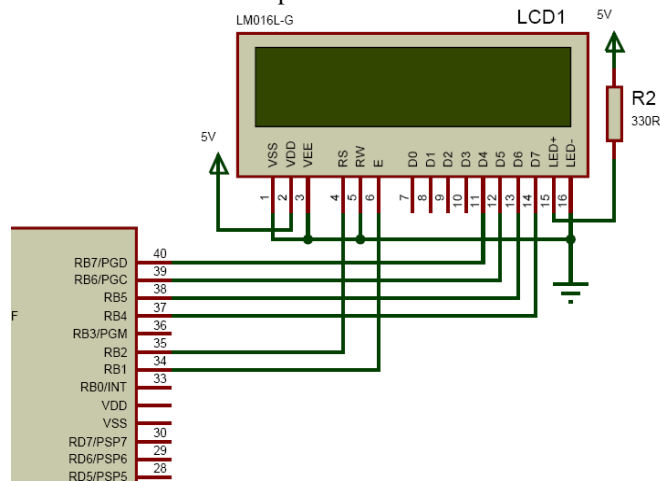 LM016L-G
LCD1
5V
R2
330R
5V
VSS
VDD
VEE
RS
RW
E
D0
D1
D2
D3
D4
D5
D6
D7
LED+
LED-
1
2
3
4
5
6
7
8
9
10
11
12
13
14
15
16
F
RB7/PGD 40
RB6/PGC 39
RB5 38
RB4 37
RB3/PGM 36
RB2 35
RB1 34
RB0/INT 33
VDD
VSS
RD7/PSP7 30
RD6/PSP6 29
RD5/PSP5 28